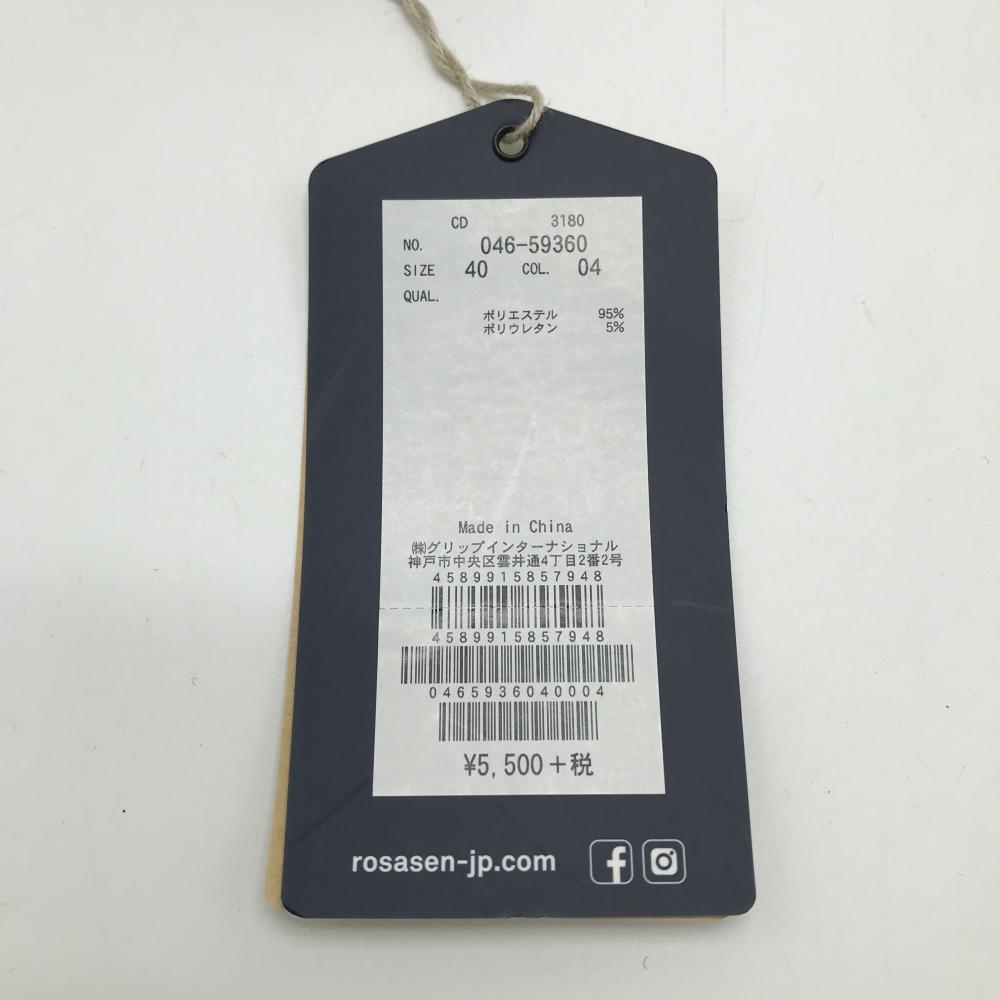 CD 3180
NO. 046-59360
SIZE 40 COL. 04
QUAL.
ポリエステル 95%
ポリウレタン 5%
Made in China
㈱グリップインターナショナル
神戸市中央区雲井通4丁目2番2号
4589915857948
4589915857948
0465936040004
¥5,500+税
rosasen-jp.com